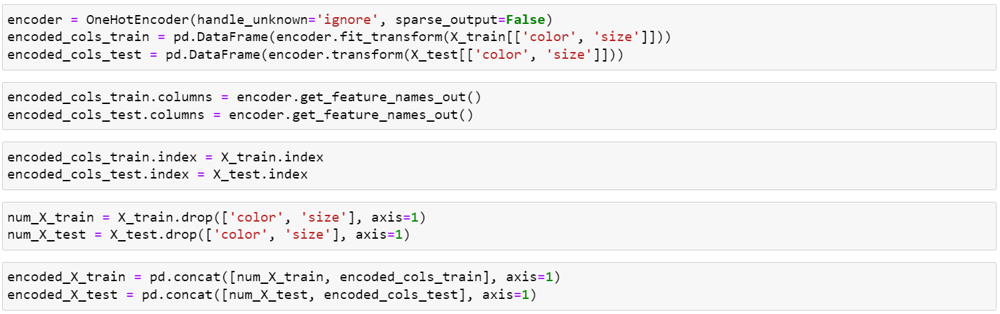 encoder = OneHotEncoder(handle_unknown='ignore', sparse_output=False)
encoded_cols_train = pd.DataFrame(encoder.fit_transform(X_train[['color', 'size']]))
encoded_cols_test = pd.DataFrame(encoder.transform(X_test[['color', 'size']]))
encoded_cols_train.columns = encoder.get_feature_names_out()
encoded_cols_test.columns = encoder.get_feature_names_out()
encoded_cols_train.index = X_train.index
encoded_cols_test.index = X_test.index
num_X_train = X_train.drop(['color', 'size'], axis=1)
num_X_test = X_test.drop(['color', 'size'], axis=1)
encoded_X_train = pd.concat([num_X_train, encoded_cols_train], axis=1)
encoded_X_test = pd.concat([num_X_test, encoded_cols_test], axis=1)